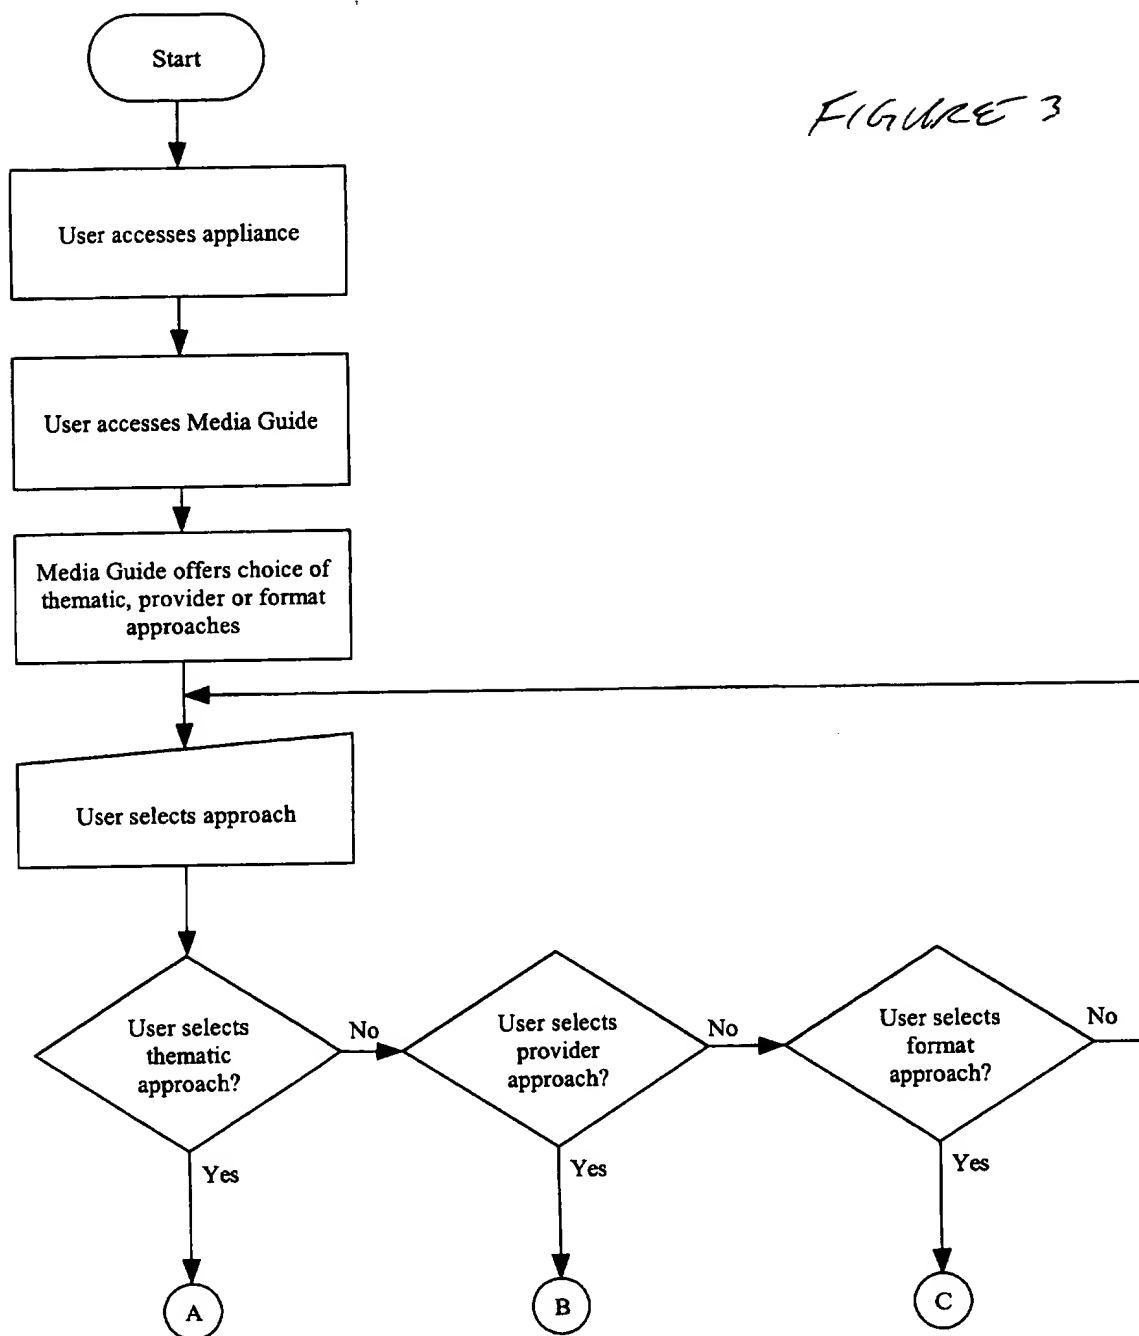 Start
FIGURE 3
User accesses appliance
User accesses Media Guide
Media Guide offers choice of
thematic, provider or format
approaches
User selects approach
User selects
thematic
approach?
No
User selects
provider
approach?
No
User selects
format
approach?
No
Yes
Yes
Yes
A
B
C